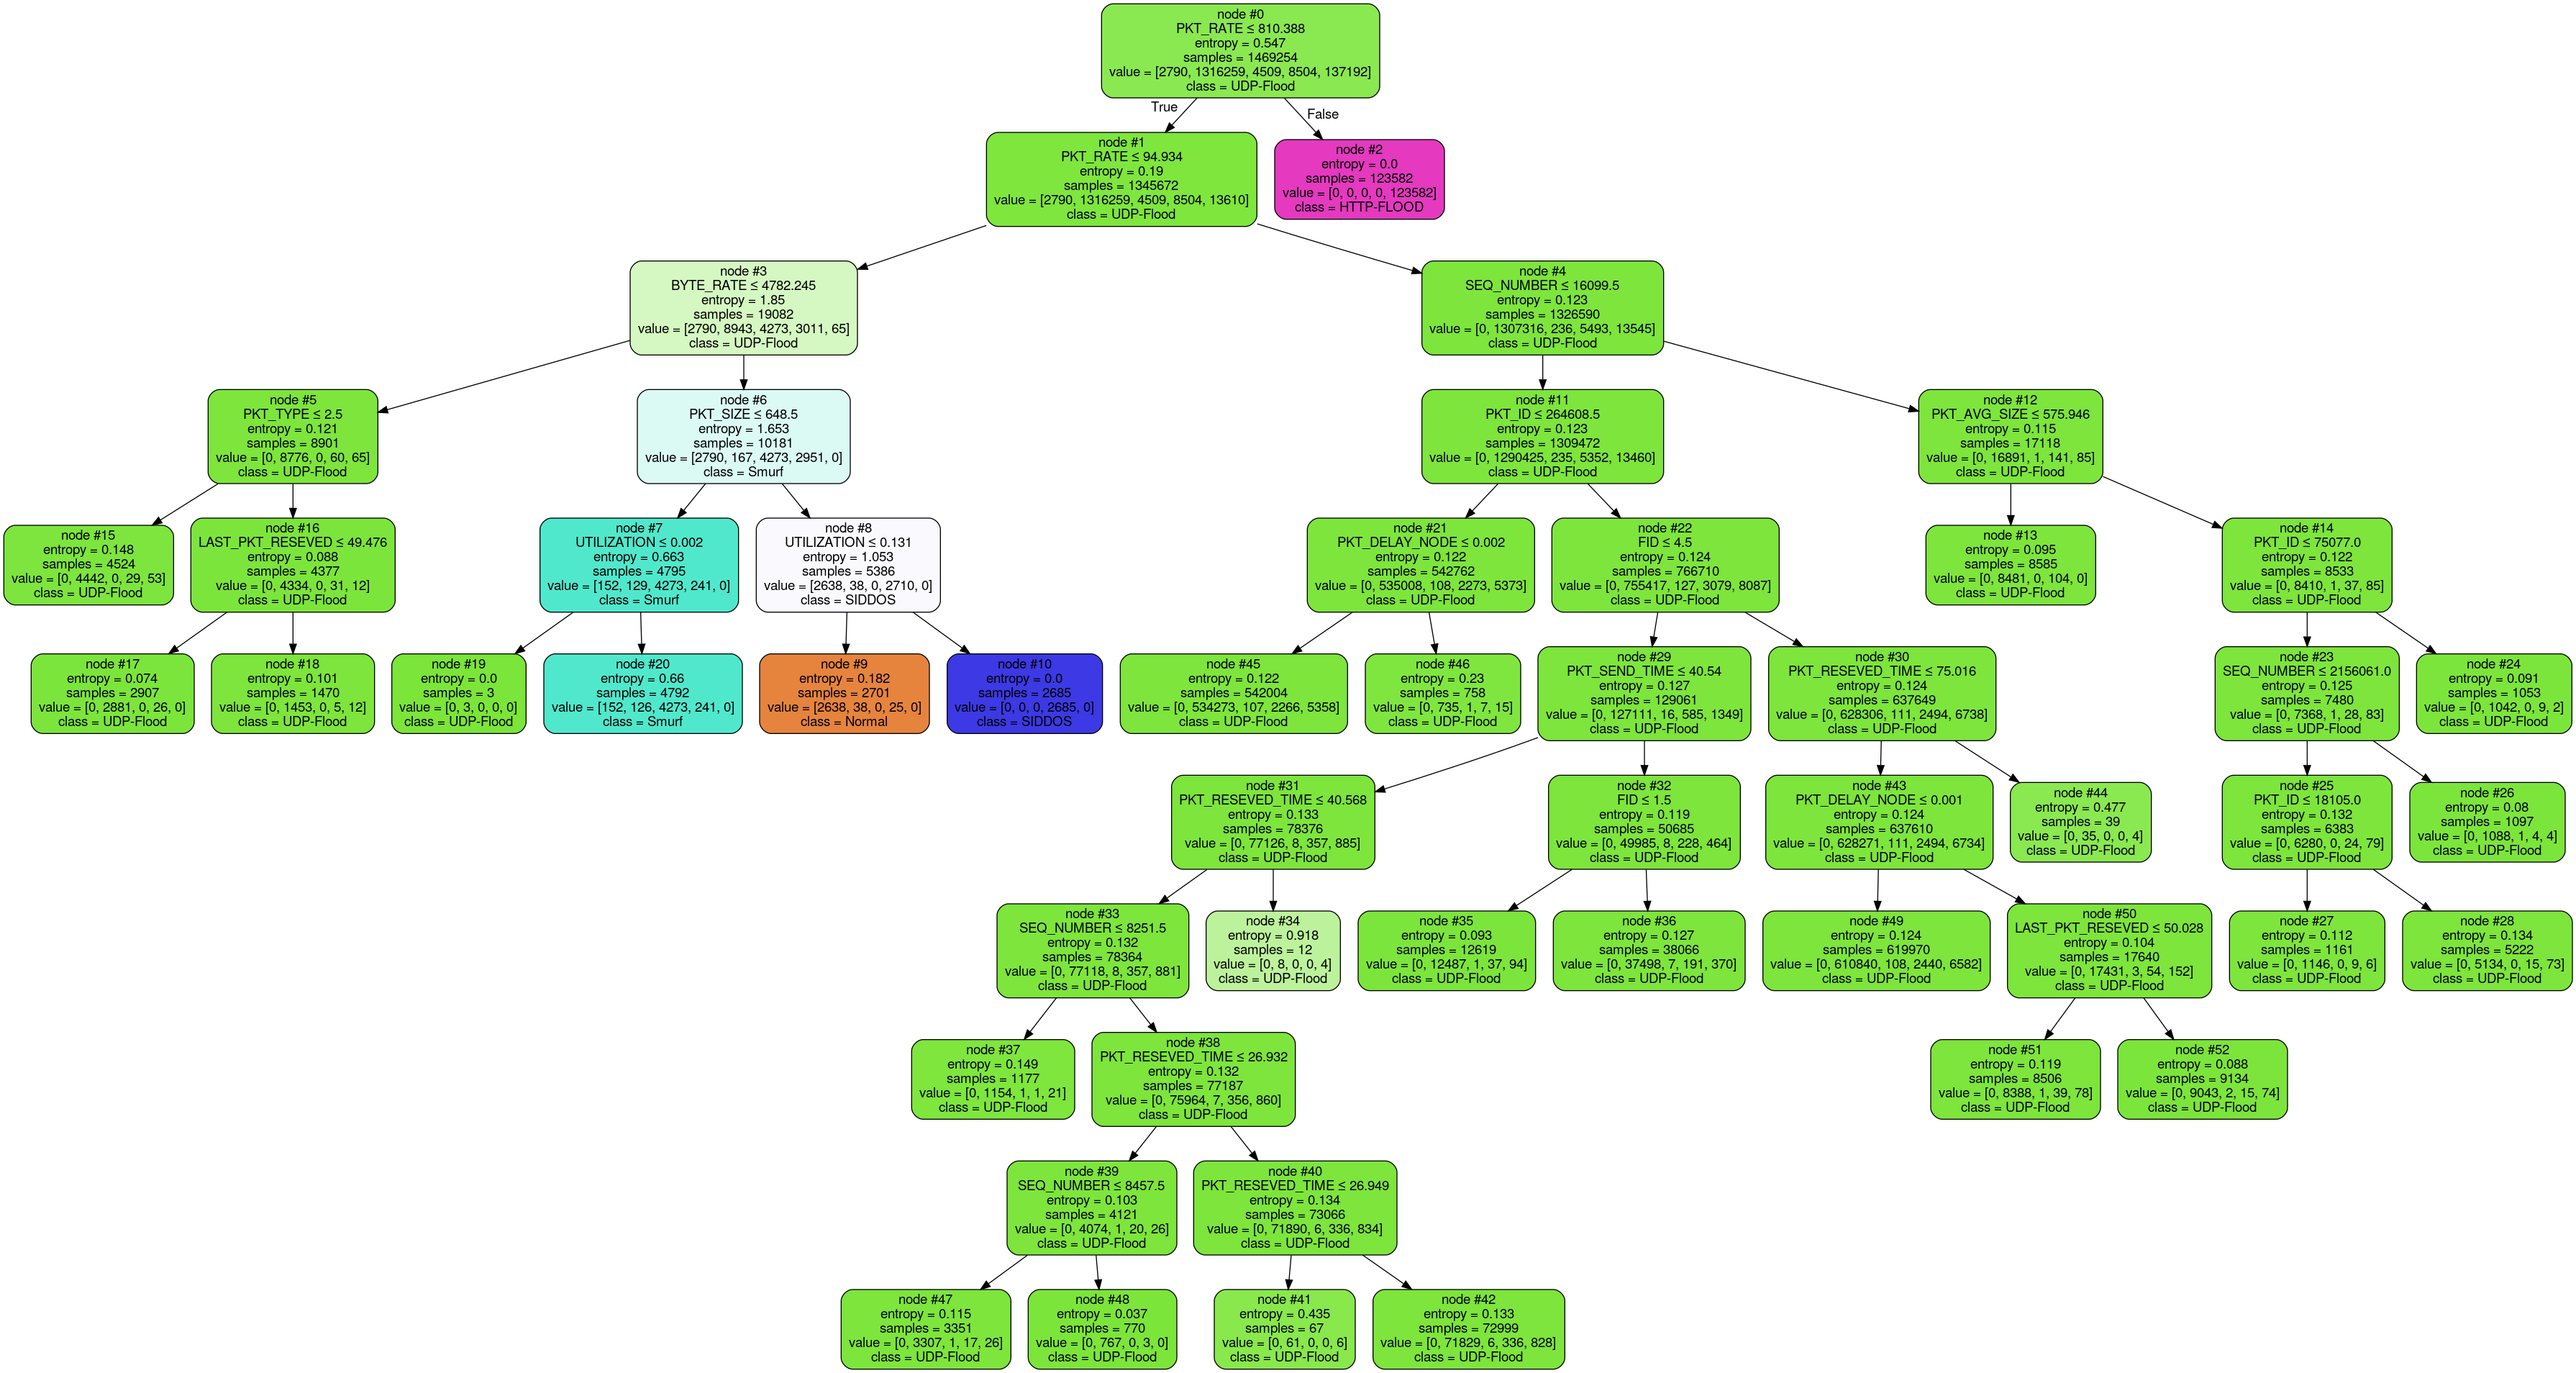 node #0
PKT_RATE ≤ 810.388
entropy = 0.547
samples = 1469254
value = [2790, 1316259, 4509, 8504, 137192]
class = UDP-Flood
True
False
node #1
PKT_RATE ≤ 94.934
entropy = 0.19
samples = 1345672
value = [2790, 1316259, 4509, 8504, 13610]
class = UDP-Flood
node #2
entropy = 0.0
samples = 123582
value = [0, 0, 0, 0, 123582]
class = HTTP-FLOOD
node #3
BYTE_RATE ≤ 4782.245
entropy = 1.85
samples = 19082
value = [2790, 8943, 4273, 3011, 65]
class = UDP-Flood
node #4
SEQ_NUMBER ≤ 16099.5
entropy = 0.123
samples = 1326590
value = [0, 1307316, 236, 5493, 13545]
class = UDP-Flood
node #5
PKT_TYPE ≤ 2.5
entropy = 0.121
samples = 8901
value = [0, 8776, 0, 60, 65]
class = UDP-Flood
node #6
PKT_SIZE ≤ 648.5
entropy = 1.653
samples = 10181
value = [2790, 167, 4273, 2951, 0]
class = Smurf
node #11
PKT_ID ≤ 264608.5
entropy = 0.123
samples = 1309472
value = [0, 1290425, 235, 5352, 13460]
class = UDP-Flood
node #12
PKT_AVG_SIZE ≤ 575.946
entropy = 0.115
samples = 17118
value = [0, 16891, 1, 141, 85]
class = UDP-Flood
node #15
entropy = 0.148
samples = 4524
value = [0, 4442, 0, 29, 53]
class = UDP-Flood
node #16
LAST_PKT_RESEVED ≤ 49.476
entropy = 0.088
samples = 4377
value = [0, 4334, 0, 31, 12]
class = UDP-Flood
node #7
UTILIZATION ≤ 0.002
entropy = 0.663
samples = 4795
value = [152, 129, 4273, 241, 0]
class = Smurf
node #8
UTILIZATION ≤ 0.131
entropy = 1.053
samples = 5386
value = [2638, 38, 0, 2710, 0]
class = SIDDOS
node #21
PKT_DELAY_NODE ≤ 0.002
entropy = 0.122
samples = 542762
value = [0, 535008, 108, 2273, 5373]
class = UDP-Flood
node #22
FID ≤ 4.5
entropy = 0.124
samples = 766710
value = [0, 755417, 127, 3079, 8087]
class = UDP-Flood
node #13
entropy = 0.095
samples = 8585
value = [0, 8481, 0, 104, 0]
class = UDP-Flood
node #14
PKT_ID ≤ 75077.0
entropy = 0.122
samples = 8533
value = [0, 8410, 1, 37, 85]
class = UDP-Flood
node #17
entropy = 0.074
samples = 2907
value = [0, 2881, 0, 26, 0]
class = UDP-Flood
node #18
entropy = 0.101
samples = 1470
value = [0, 1453, 0, 5, 12]
class = UDP-Flood
node #19
entropy = 0.0
samples = 3
value = [0, 3, 0, 0, 0]
class = UDP-Flood
node #20
entropy = 0.66
samples = 4792
value = [152, 126, 4273, 241, 0]
class = Smurf
node #9
entropy = 0.182
samples = 2701
value = [2638, 38, 0, 25, 0]
class = Normal
node #10
entropy = 0.0
samples = 2685
value = [0, 0, 0, 2685, 0]
class = SIDDOS
node #45
entropy = 0.122
samples = 542004
value = [0, 534273, 107, 2266, 5358]
class = UDP-Flood
node #46
entropy = 0.23
samples = 758
value = [0, 735, 1, 7, 15]
class = UDP-Flood
node #29
PKT_SEND_TIME ≤ 40.54
entropy = 0.127
samples = 129061
value = [0, 127111, 16, 585, 1349]
class = UDP-Flood
node #30
PKT_RESEVED_TIME ≤ 75.016
entropy = 0.124
samples = 637649
value = [0, 628306, 111, 2494, 6738]
class = UDP-Flood
node #23
SEQ_NUMBER ≤ 2156061.0
entropy = 0.125
samples = 7480
value = [0, 7368, 1, 28, 83]
class = UDP-Flood
node #24
entropy = 0.091
samples = 1053
value = [0, 1042, 0, 9, 2]
class = UDP-Flood
node #31
PKT_RESEVED_TIME ≤ 40.568
entropy = 0.133
samples = 78376
value = [0, 77126, 8, 357, 885]
class = UDP-Flood
node #32
FID ≤ 1.5
entropy = 0.119
samples = 50685
value = [0, 49985, 8, 228, 464]
class = UDP-Flood
node #43
PKT_DELAY_NODE ≤ 0.001
entropy = 0.124
samples = 637610
value = [0, 628271, 111, 2494, 6734]
class = UDP-Flood
node #44
entropy = 0.477
samples = 39
value = [0, 35, 0, 0, 4]
class = UDP-Flood
node #25
PKT_ID ≤ 18105.0
entropy = 0.132
samples = 6383
value = [0, 6280, 0, 24, 79]
class = UDP-Flood
node #26
entropy = 0.08
samples = 1097
value = [0, 1088, 1, 4, 4]
class = UDP-Flood
node #33
SEQ_NUMBER ≤ 8251.5
entropy = 0.132
samples = 78364
value = [0, 77118, 8, 357, 881]
class = UDP-Flood
node #34
entropy = 0.918
samples = 12
value = [0, 8, 0, 0, 4]
class = UDP-Flood
node #35
entropy = 0.093
samples = 12619
value = [0, 12487, 1, 37, 94]
class = UDP-Flood
node #36
entropy = 0.127
samples = 38066
value = [0, 37498, 7, 191, 370]
class = UDP-Flood
node #49
entropy = 0.124
samples = 619970
value = [0, 610840, 108, 2440, 6582]
class = UDP-Flood
node #50
LAST_PKT_RESEVED ≤ 50.028
entropy = 0.104
samples = 17640
value = [0, 17431, 3, 54, 152]
class = UDP-Flood
node #27
entropy = 0.112
samples = 1161
value = [0, 1146, 0, 9, 6]
class = UDP-Flood
node #28
entropy = 0.134
samples = 5222
value = [0, 5134, 0, 15, 73]
class = UDP-Flood
node #37
entropy = 0.149
samples = 1177
value = [0, 1154, 1, 1, 21]
class = UDP-Flood
node #38
PKT_RESEVED_TIME ≤ 26.932
entropy = 0.132
samples = 77187
value = [0, 75964, 7, 356, 860]
class = UDP-Flood
node #51
entropy = 0.119
samples = 8506
value = [0, 8388, 1, 39, 78]
class = UDP-Flood
node #52
entropy = 0.088
samples = 9134
value = [0, 9043, 2, 15, 74]
class = UDP-Flood
node #39
SEQ_NUMBER ≤ 8457.5
entropy = 0.103
samples = 4121
value = [0, 4074, 1, 20, 26]
class = UDP-Flood
node #40
PKT_RESEVED_TIME ≤ 26.949
entropy = 0.134
samples = 73066
value = [0, 71890, 6, 336, 834]
class = UDP-Flood
node #47
entropy = 0.115
samples = 3351
value = [0, 3307, 1, 17, 26]
class = UDP-Flood
node #48
entropy = 0.037
samples = 770
value = [0, 767, 0, 3, 0]
class = UDP-Flood
node #41
entropy = 0.435
samples = 67
value = [0, 61, 0, 0, 6]
class = UDP-Flood
node #42
entropy = 0.133
samples = 72999
value = [0, 71829, 6, 336, 828]
class = UDP-Flood